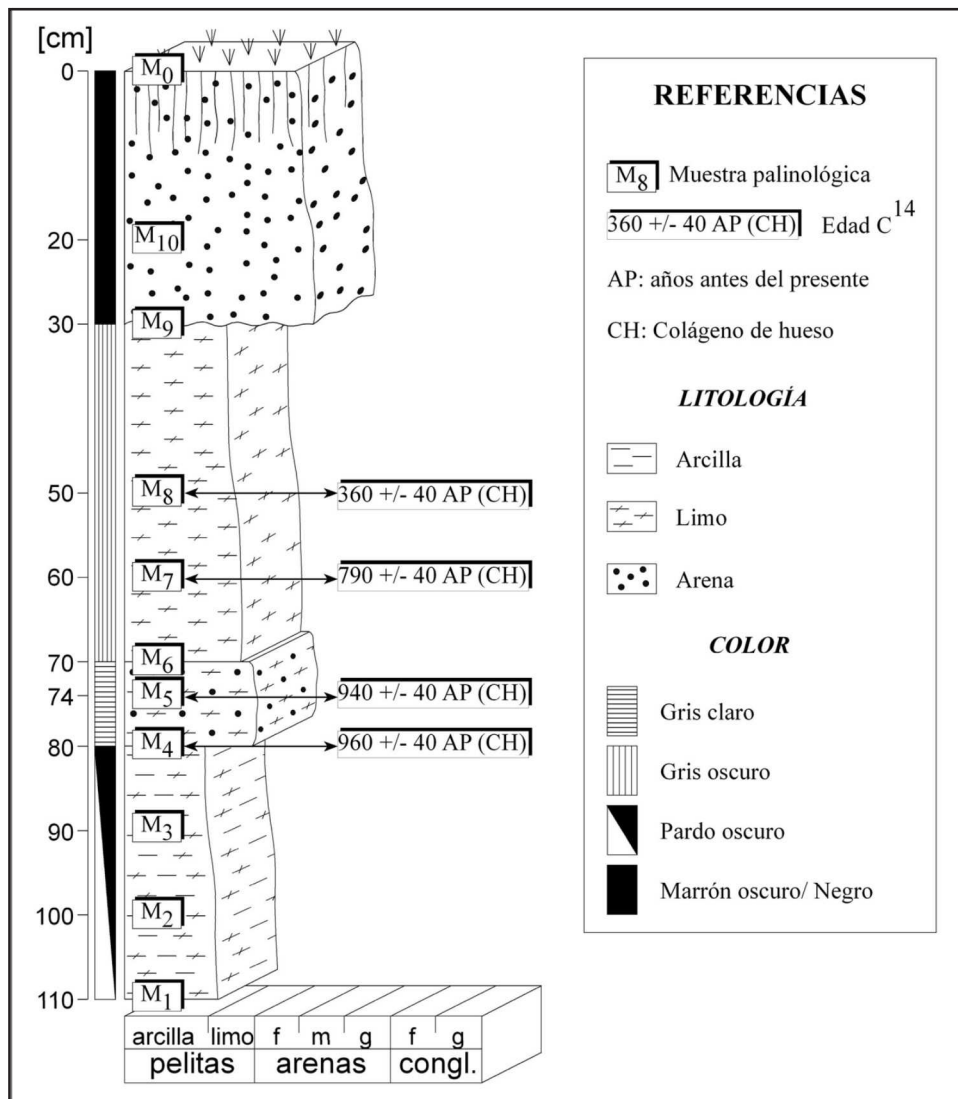 [cm]
0
20
30
50
60
70
74
80
90
100
110
M0
M10
M9
M8
M7
M6
M5
M4
M3
M2
M1
360 +/- 40 AP (CH)
790 +/- 40 AP (CH)
940 +/- 40 AP (CH)
960 +/- 40 AP (CH)
arcilla limo f m g f g
pelitas arenas congl.
REFERENCIAS
M8 Muestra palinológica
360 +/- 40 AP (CH) Edad C14
AP: años antes del presente
CH: Colágeno de hueso
LITOLOGÍA
Arcilla
Limo
Arena
COLOR
Gris claro
Gris oscuro
Pardo oscuro
Marrón oscuro/ Negro